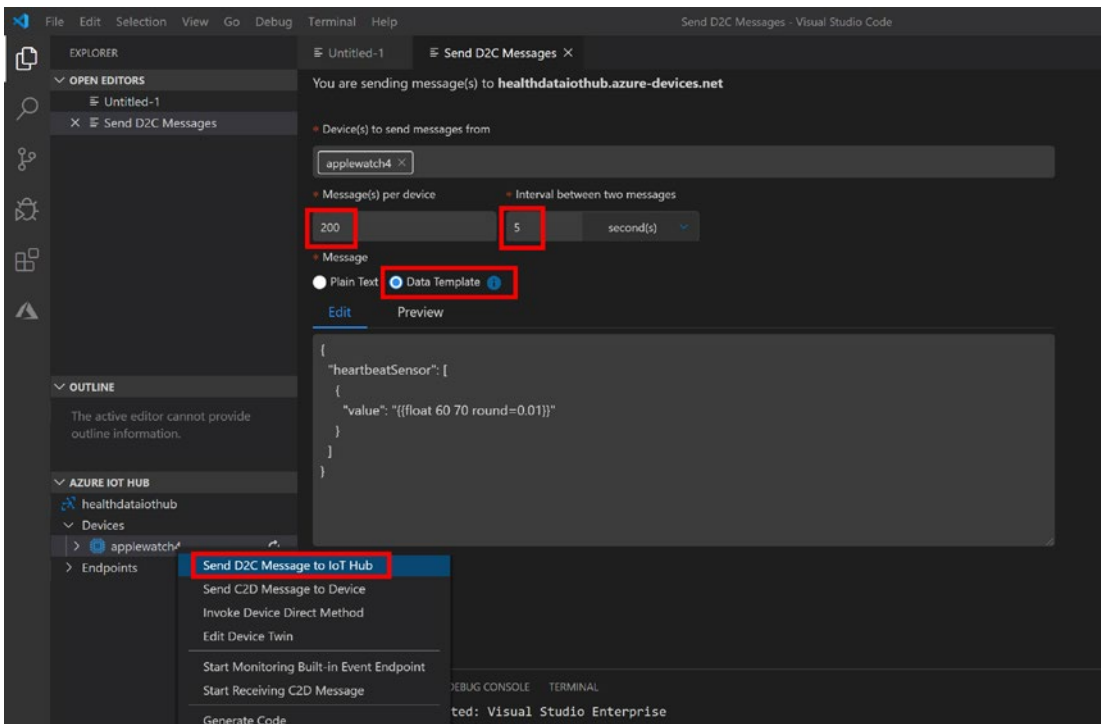 File Edit Selection View Go Debug Terminal Help Send D2C Messages - Visual Studio Code
EXPLORER
OPEN EDITORS
Untitled-1
Send D2C Messages
OUTLINE
The active editor cannot provide
outline information.
AZURE IOT HUB
healthdataiothub
Devices
applewatch4
Endpoints
Send D2C Message to IoT Hub
Send C2D Message to Device
Invoke Device Direct Method
Edit Device Twin
Start Monitoring Built-in Event Endpoint
Start Receiving C2D Message
Generate Code
Untitled-1 Send D2C Messages
You are sending message(s) to healthdataiothub.azure-devices.net
* Device(s) to send messages from
applewatch4 ×
* Message(s) per device * Interval between two messages
200 5 second(s)
* Message
Plain Text Data Template
Edit Preview
{
"heartbeatSensor": [
{
"value": "{{float 60 70 round=0.01}}"
}
]
}
DEBUG CONSOLE TERMINAL
ted: Visual Studio Enterprise